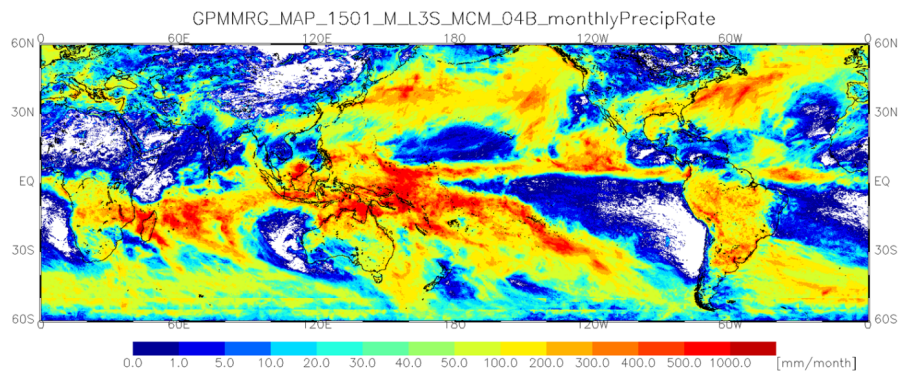 GPMMRG_MAP_1501_M_L3S_MCM_04B_monthlyPrecipRate
0 60E 120E 180 120W 60W 0
60N 60N
30N 30N
EQ EQ
30S 30S
60S 60S
0 60E 120E 180 120W 60W 0
0.0 1.0 5.0 10.0 20.0 30.0 40.0 50.0 100.0 200.0 300.0 400.0 500.0 1000.0 [mm/month]